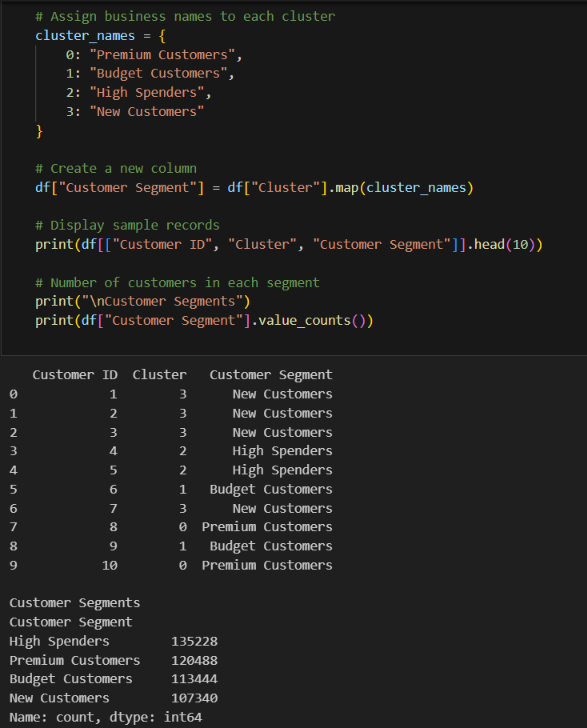 # Assign business names to each cluster
cluster_names = {
    0: "Premium Customers",
    1: "Budget Customers",
    2: "High Spenders",
    3: "New Customers"
}
# Create a new column
df["Customer Segment"] = df["Cluster"].map(cluster_names)
# Display sample records
print(df[["Customer ID", "Cluster", "Customer Segment"]].head(10))
# Number of customers in each segment
print("\nCustomer Segments")
print(df["Customer Segment"].value_counts())
   Customer ID  Cluster   Customer Segment
0            1        3      New Customers
1            2        3      New Customers
2            3        3      New Customers
3            4        2      High Spenders
4            5        2      High Spenders
5            6        1   Budget Customers
6            7        3      New Customers
7            8        0  Premium Customers
8            9        1   Budget Customers
9           10        0  Premium Customers
Customer Segments
Customer Segment
High Spenders        135228
Premium Customers    120488
Budget Customers     113444
New Customers        107340
Name: count, dtype: int64